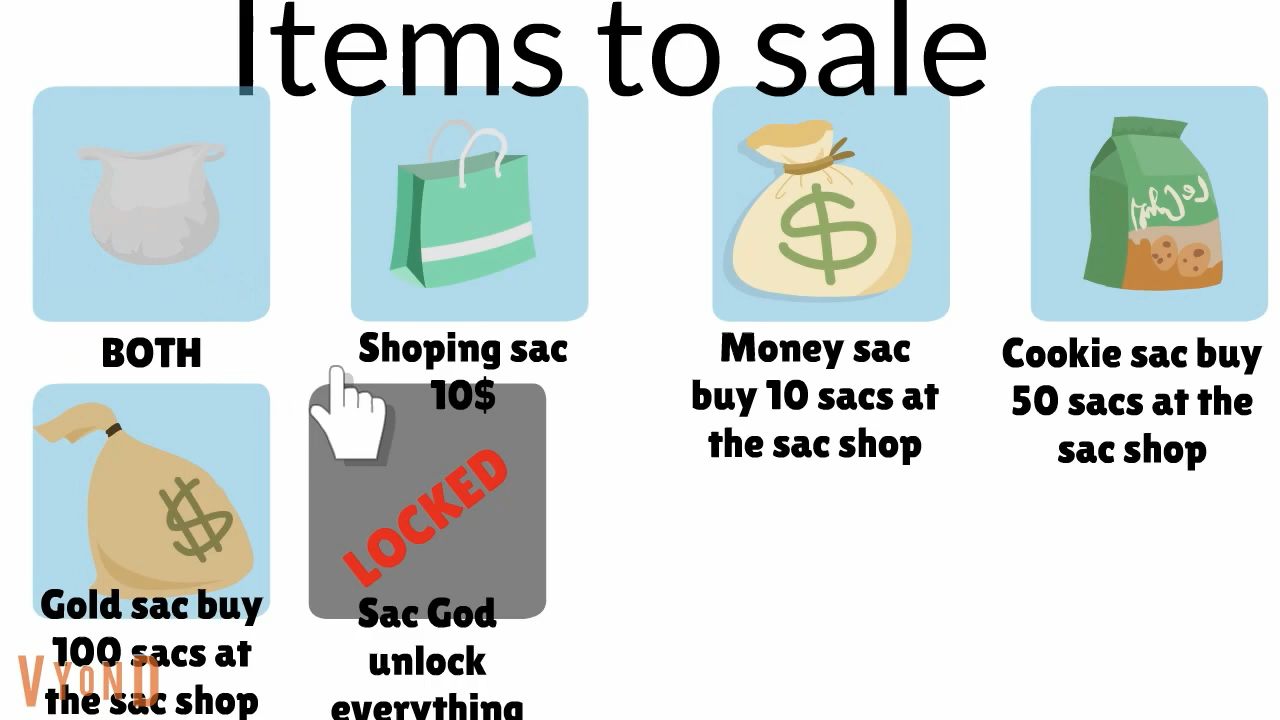 Items to sale
BOTH
Shoping sac
10$
Money sac
buy 10 sacs at
the sac shop
Cookie sac buy
50 sacs at the
sac shop
Gold sac buy
100 sacs at
the sac shop
LOCKED
Sac God
unlock
everything
VYOND